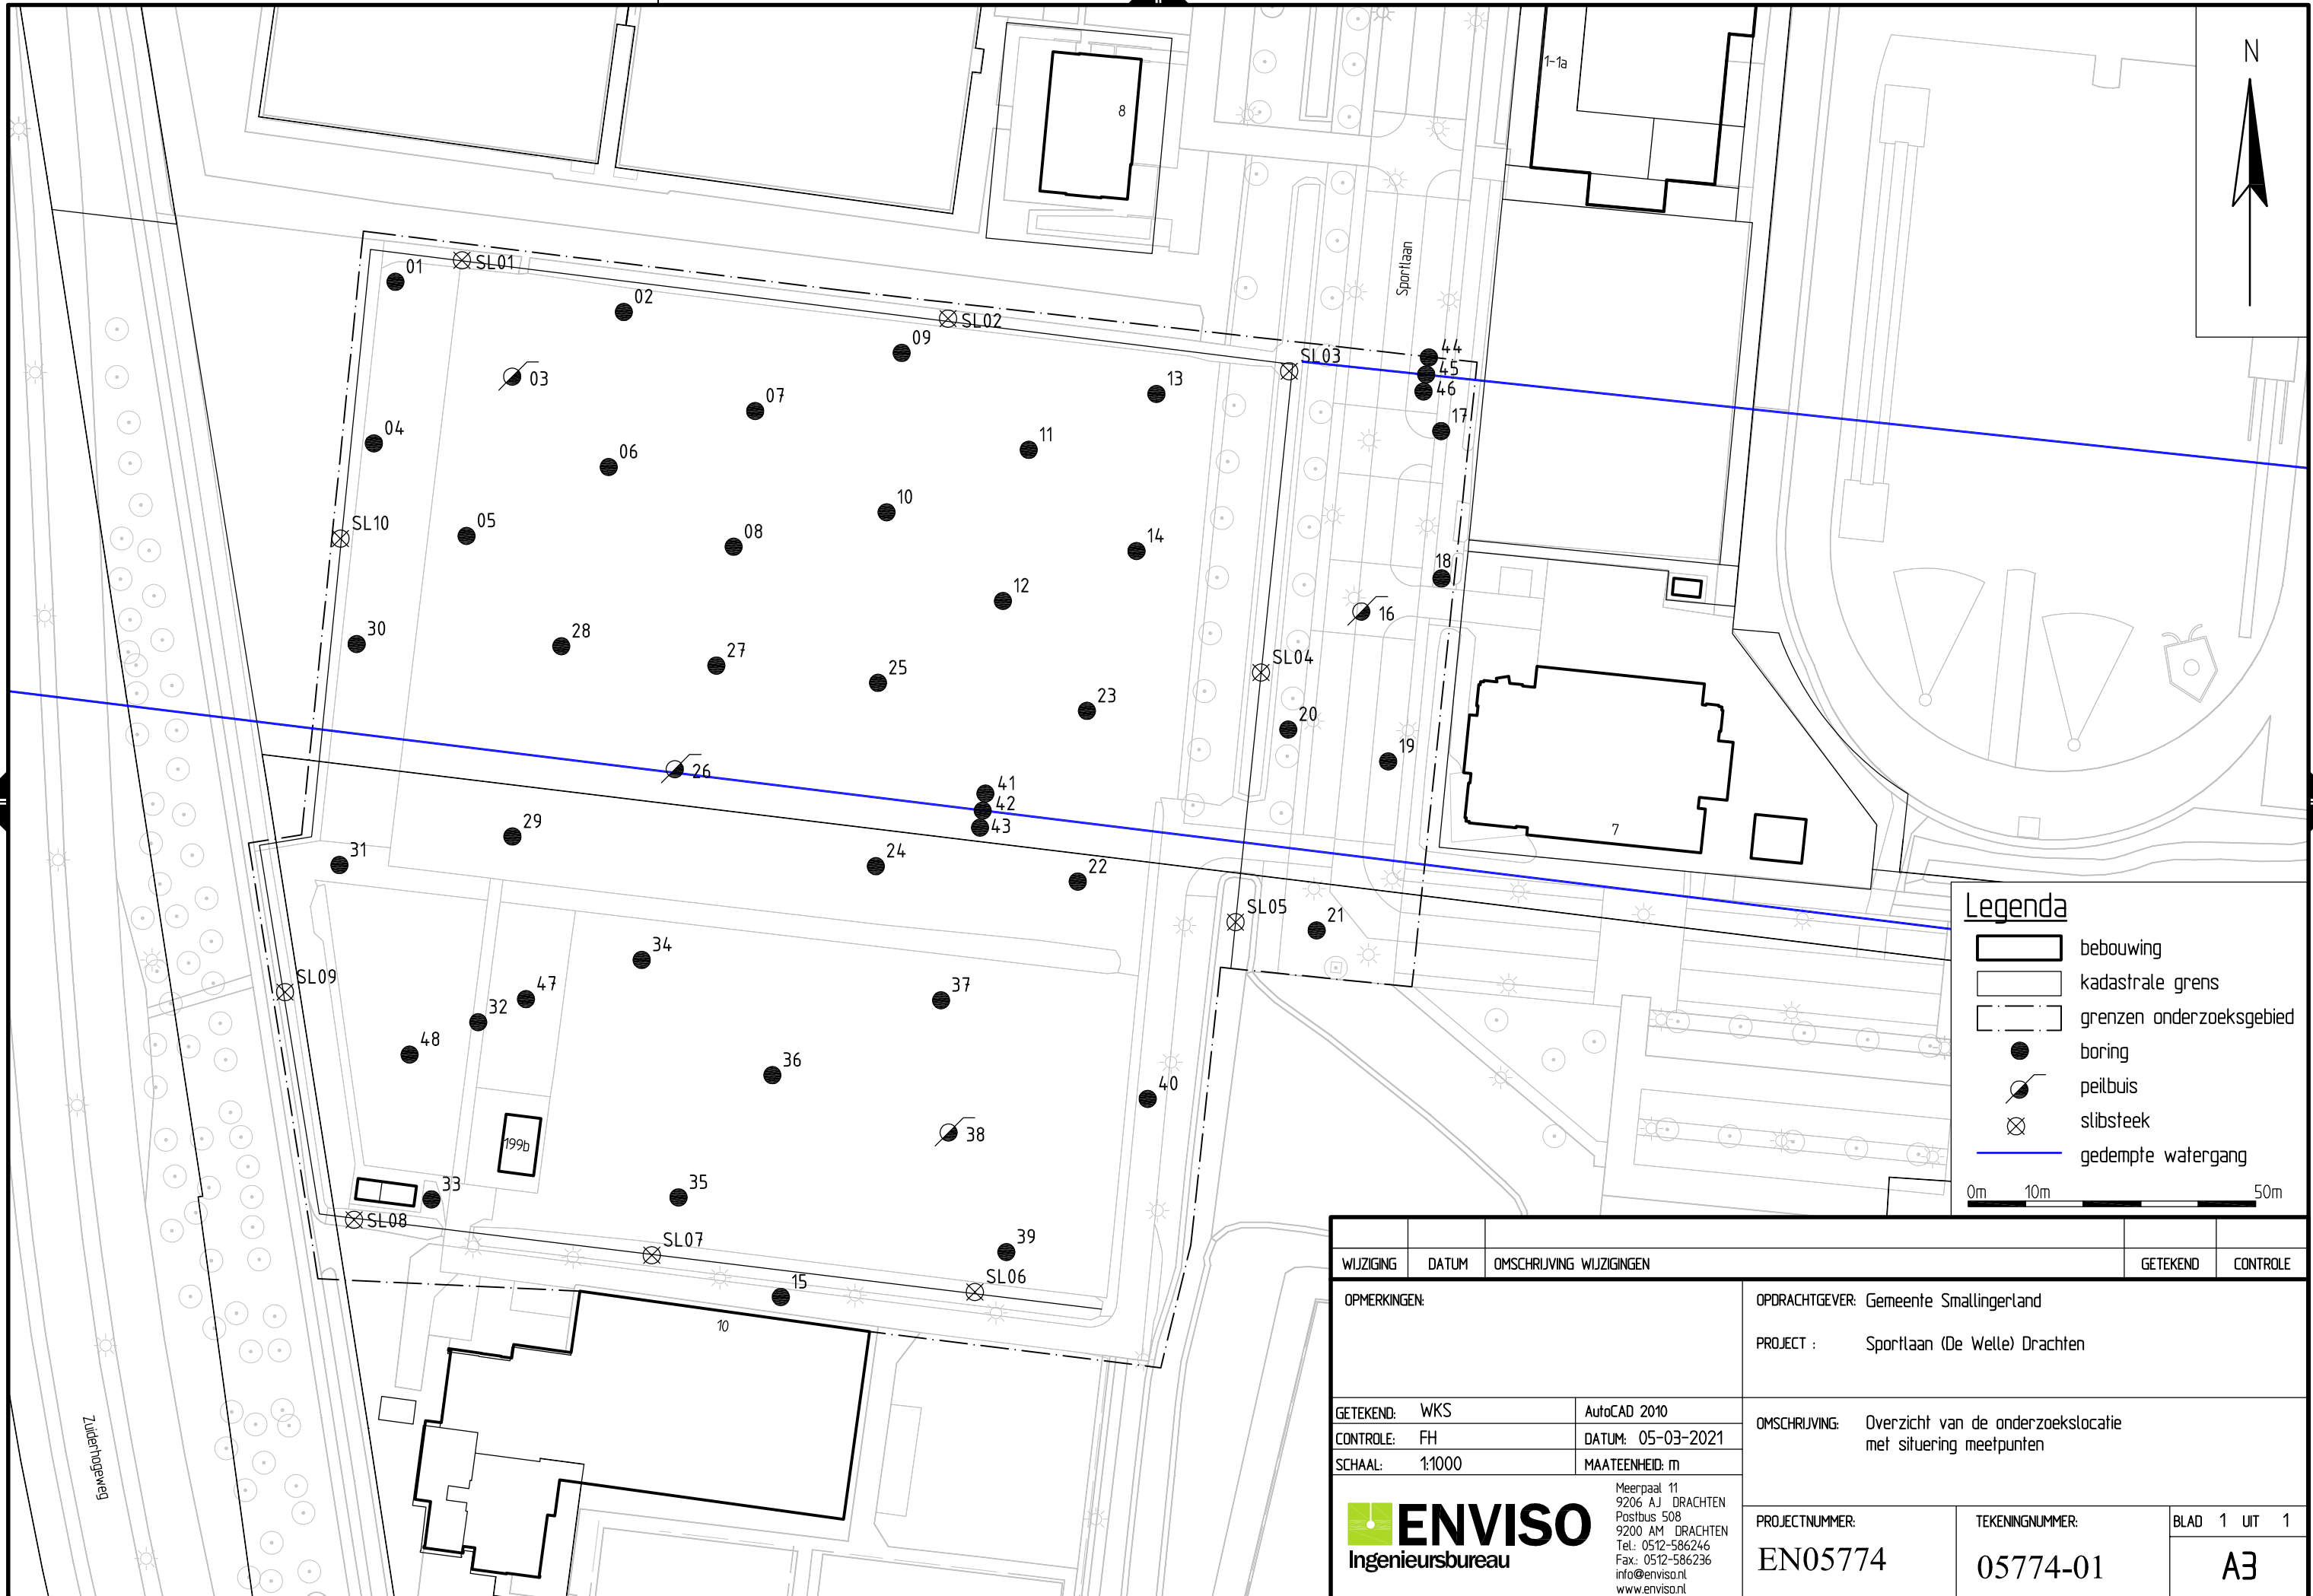 N
1-1a
8
Sportlaan
01
SL01
02
SL02
09
SL03
44
45
46
17
03
07
13
04
06
11
10
SL10
05
08
14
12
18
16
30
28
27
25
SL04
23
20
19
26
41
42
43
29
31
24
22
7
SL05
21
34
SL09
47
32
37
48
36
40
38
199b
33
35
SL08
SL07
39
SL06
15
10
Zuiderhogeweg
Legenda
bebouwing
kadastrale grens
grenzen onderzoeksgebied
boring
peilbuis
slibsteek
gedempte watergang
0m 10m 50m
WIJZIGING DATUM OMSCHRIJVING WIJZIGINGEN GETEKEND CONTROLE
OPMERKINGEN:
OPDRACHTGEVER: Gemeente Smallingerland
PROJECT : Sportlaan (De Welle) Drachten
GETEKEND: WKS AutoCAD 2010
CONTROLE: FH DATUM: 05-03-2021
SCHAAL: 1:1000 MAATEENHEID: m
OMSCHRIJVING: Overzicht van de onderzoekslocatie
met situering meetpunten
ENVISO
Ingenieursbureau
Meerpaal 11
9206 AJ DRACHTEN
Postbus 508
9200 AM DRACHTEN
Tel.: 0512-586246
Fax.: 0512-586236
info@enviso.nl
www.enviso.nl
PROJECTNUMMER:
EN05774
TEKENINGNUMMER:
05774-01
BLAD 1 UIT 1
A3